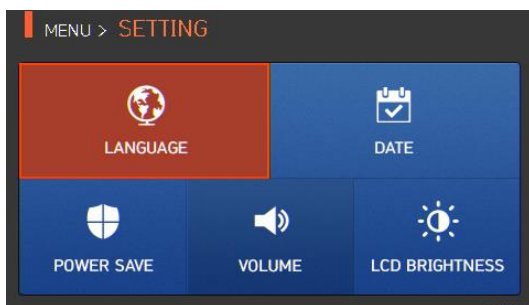 MENU > SETTING
LANGUAGE
DATE
POWER SAVE
VOLUME
LCD BRIGHTNESS